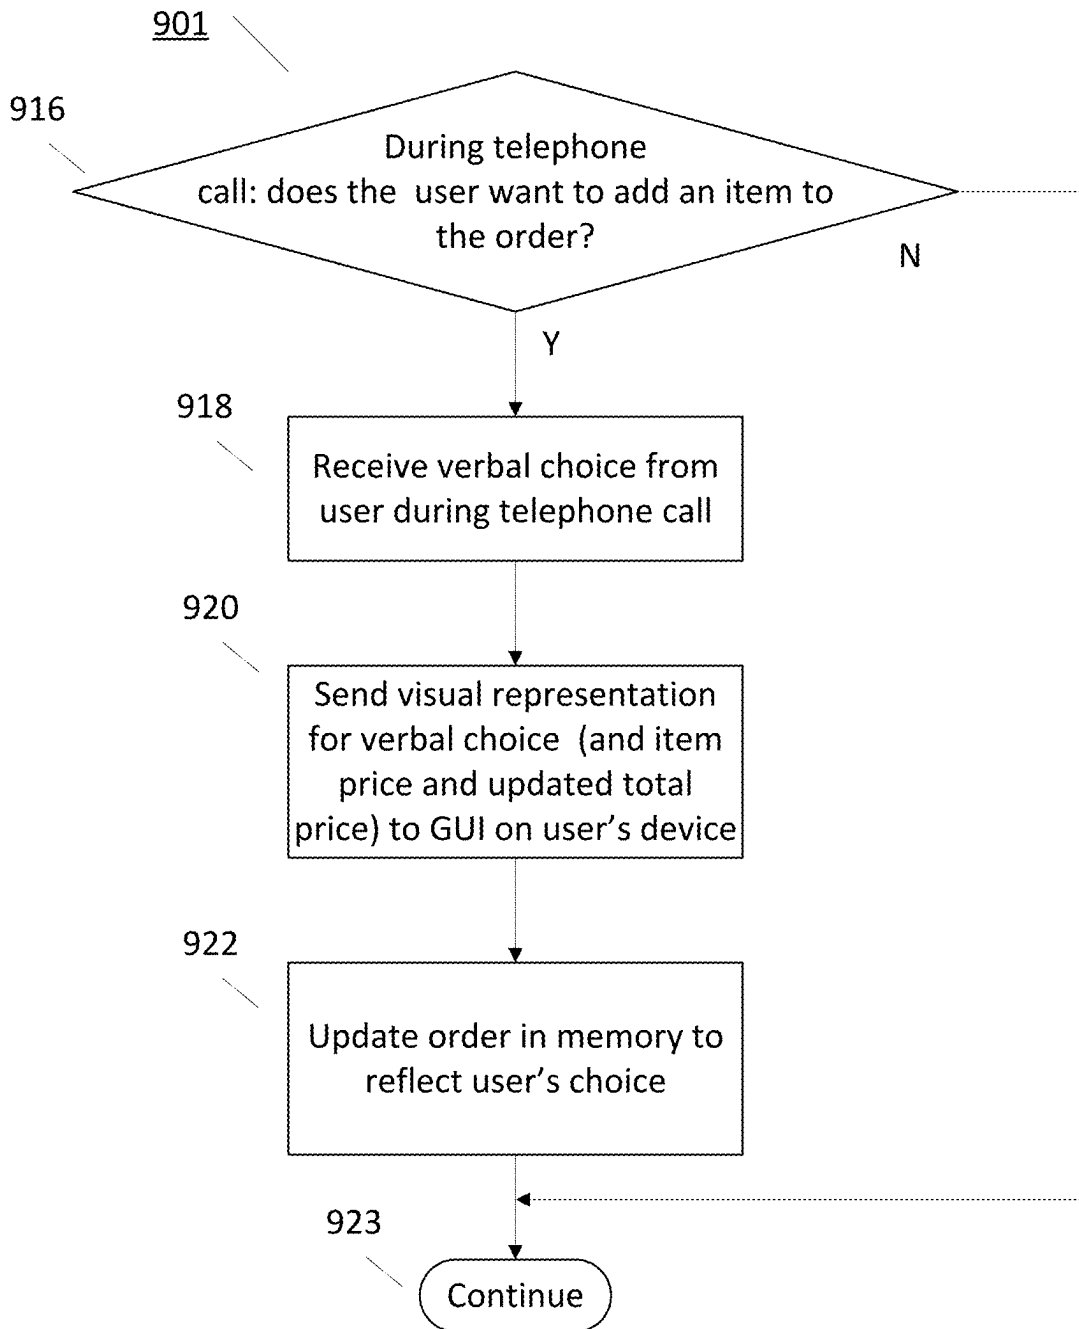 901
916
During telephone
call: does the  user want to add an item to
the order?
N
Y
918
Receive verbal choice from
user during telephone call
920
Send visual representation
for verbal choice  (and item
price and updated total
price) to GUI on user’s device
922
Update order in memory to
reflect user’s choice
923
Continue